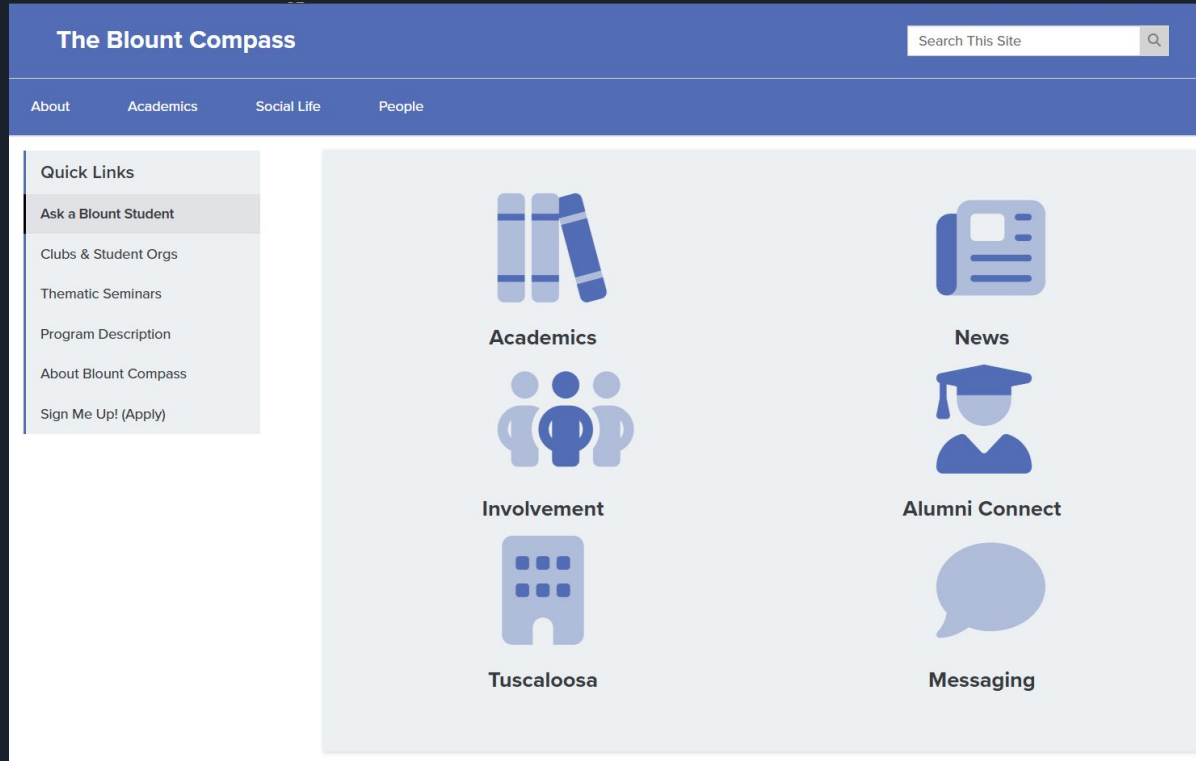 The Blount Compass
Search This Site
About Academics Social Life People
Quick Links
Ask a Blount Student
Clubs & Student Orgs
Thematic Seminars
Program Description
About Blount Compass
Sign Me Up! (Apply)
Academics
News
Involvement
Alumni Connect
Tuscaloosa
Messaging